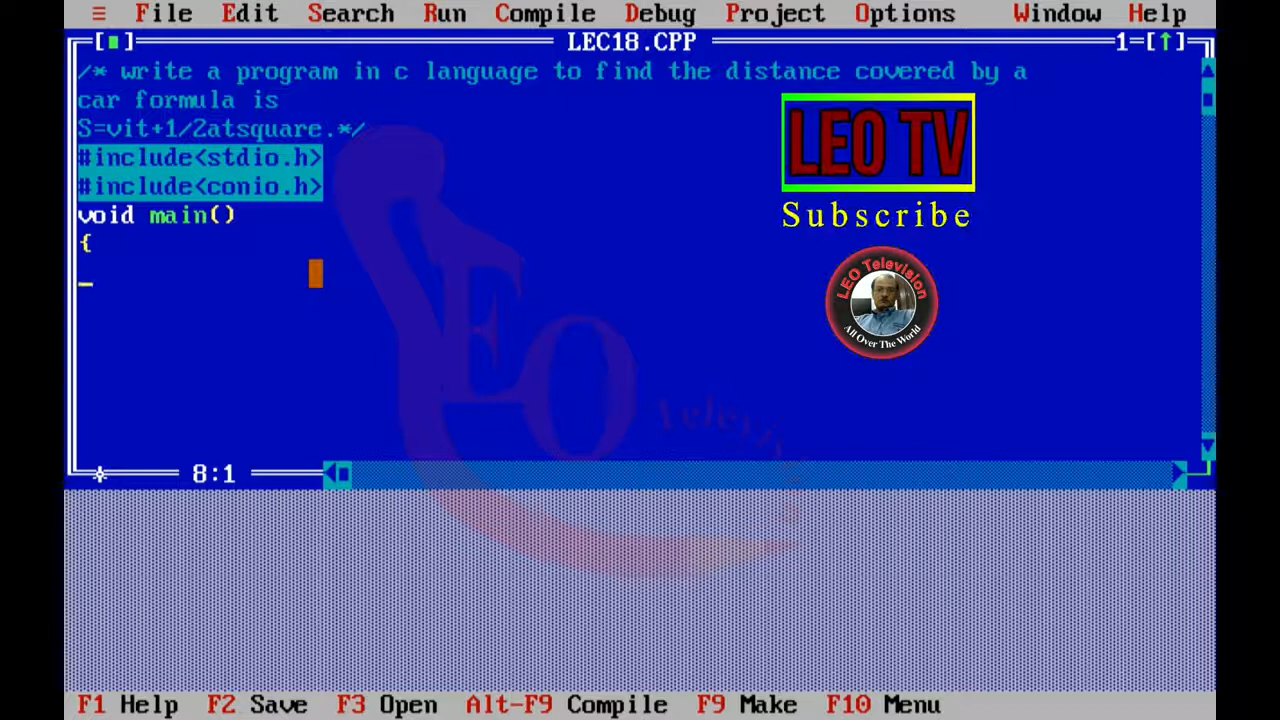 ≡ File Edit Search Run Compile Debug Project Options Window Help
[■] LEC18.CPP 1=[↑]
/* write a program in c language to find the distance covered by a
car formula is
S=vit+1/2atsquare.*/
#include<stdio.h>
#include<conio.h>
void main()
{
LEO TV
Subscribe
LEO Television
All Over The World
LEO Television
8:1
F1 Help F2 Save F3 Open Alt-F9 Compile F9 Make F10 Menu